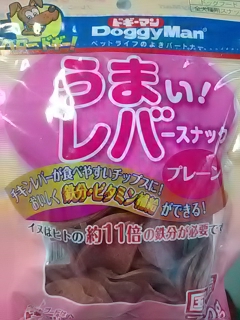 ドギーマン
DoggyMan
ペットライフのよきパートナー
うまい!
レバースナック
プレーン
チキンレバーが食べやすいチップスに!
おいしく鉄分・ビタミン補給ができる!
イヌはヒトの約11倍の鉄分が必要です
国